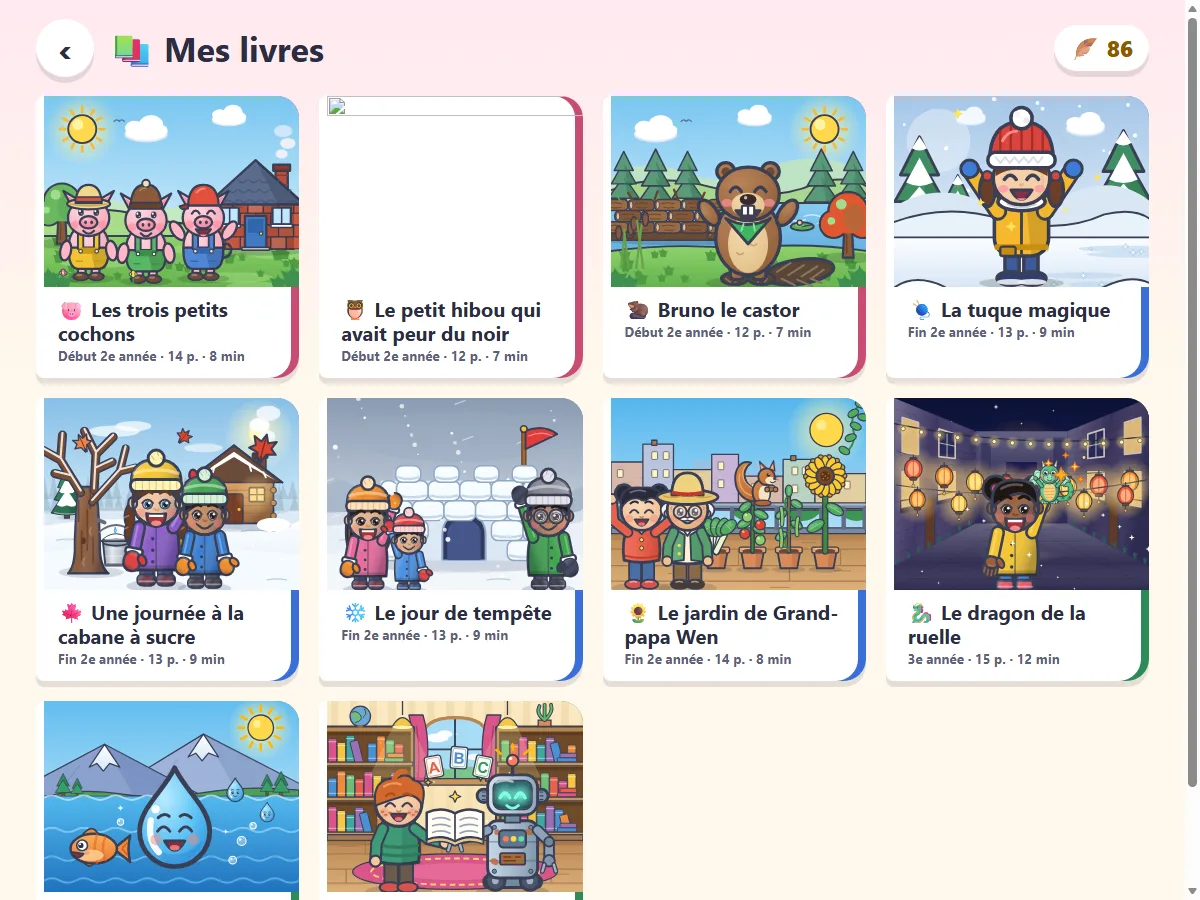 ‹ 📚 Mes livres
🪶 86
🐷 Les trois petits
cochons
Début 2e année · 14 p. · 8 min
🦉 Le petit hibou qui
avait peur du noir
Début 2e année · 12 p. · 7 min
🦫 Bruno le castor
Début 2e année · 12 p. · 7 min
🧶 La tuque magique
Fin 2e année · 13 p. · 9 min
🍁 Une journée à la
cabane à sucre
Fin 2e année · 13 p. · 9 min
❄️ Le jour de tempête
Fin 2e année · 13 p. · 9 min
🌻 Le jardin de Grand-
papa Wen
Fin 2e année · 14 p. · 8 min
🐉 Le dragon de la
ruelle
3e année · 15 p. · 12 min
A B C